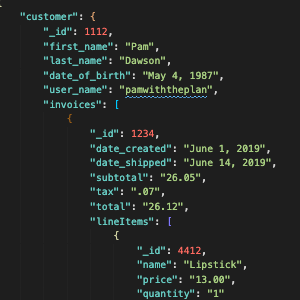 "customer": {
"_id": 1112,
"first_name": "Pam",
"last_name": "Dawson",
"date_of_birth": "May 4, 1987",
"user_name": "pamwiththeplan",
"invoices": [
{
"_id": 1234,
"date_created": "June 1, 2019",
"date_shipped": "June 14, 2019",
"subtotal": "26.05",
"tax": ".07",
"total": "26.12",
"lineItems": [
{
"_id": 4412,
"name": "Lipstick",
"price": "13.00",
"quantity": "1"